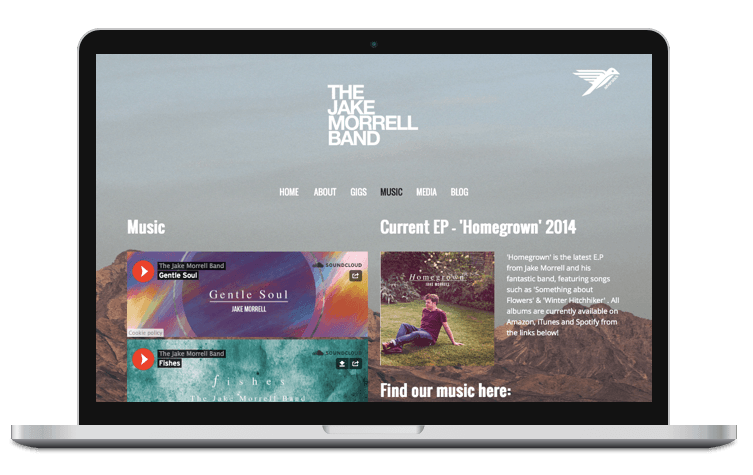 THE
JAKE
MORRELL
BAND
HOME ABOUT GIGS MUSIC MEDIA BLOG
Music
The Jake Morrell Band
Gentle Soul
SOUNDCLOUD
Gentle Soul
JAKE MORRELL
Cookie policy
The Jake Morrell Band
Fishes
SOUNDCLOUD
fishes
The Jake Morrell Band
Current EP - 'Homegrown' 2014
Homegrown
JAKE MORRELL
'Homegrown' is the latest E.P
from Jake Morrell and his
fantastic band, featuring songs
such as 'Something about
Flowers' & 'Winter Hitchhiker' . All
albums are currently available on
Amazon, iTunes and Spotify from
the links below!
Find our music here: